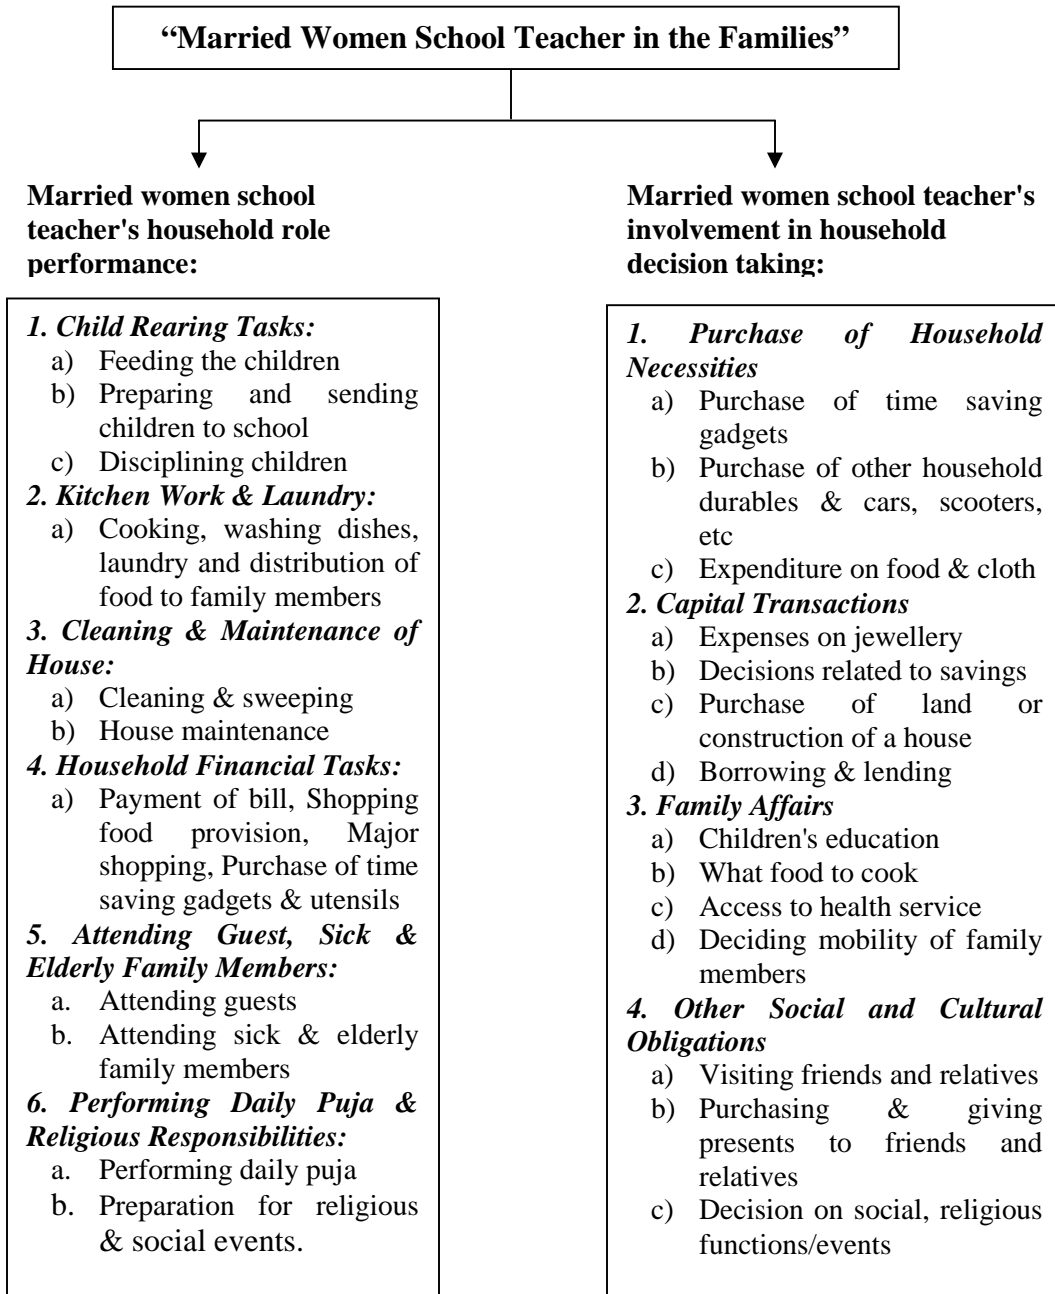 “Married Women School Teacher in the Families”
Married women school
teacher's household role
performance:
1. Child Rearing Tasks:
a) Feeding the children
b) Preparing and sending
children to school
c) Disciplining children
2. Kitchen Work & Laundry:
a) Cooking, washing dishes,
laundry and distribution of
food to family members
3. Cleaning & Maintenance of
House:
a) Cleaning & sweeping
b) House maintenance
4. Household Financial Tasks:
a) Payment of bill, Shopping
food provision, Major
shopping, Purchase of time
saving gadgets & utensils
5. Attending Guest, Sick &
Elderly Family Members:
a. Attending guests
b. Attending sick & elderly
family members
6. Performing Daily Puja &
Religious Responsibilities:
a. Performing daily puja
b. Preparation for religious
& social events.
Married women school teacher's
involvement in household
decision taking:
1. Purchase of Household
Necessities
a) Purchase of time saving
gadgets
b) Purchase of other household
durables & cars, scooters,
etc
c) Expenditure on food & cloth
2. Capital Transactions
a) Expenses on jewellery
b) Decisions related to savings
c) Purchase of land or
construction of a house
d) Borrowing & lending
3. Family Affairs
a) Children's education
b) What food to cook
c) Access to health service
d) Deciding mobility of family
members
4. Other Social and Cultural
Obligations
a) Visiting friends and relatives
b) Purchasing & giving
presents to friends and
relatives
c) Decision on social, religious
functions/events